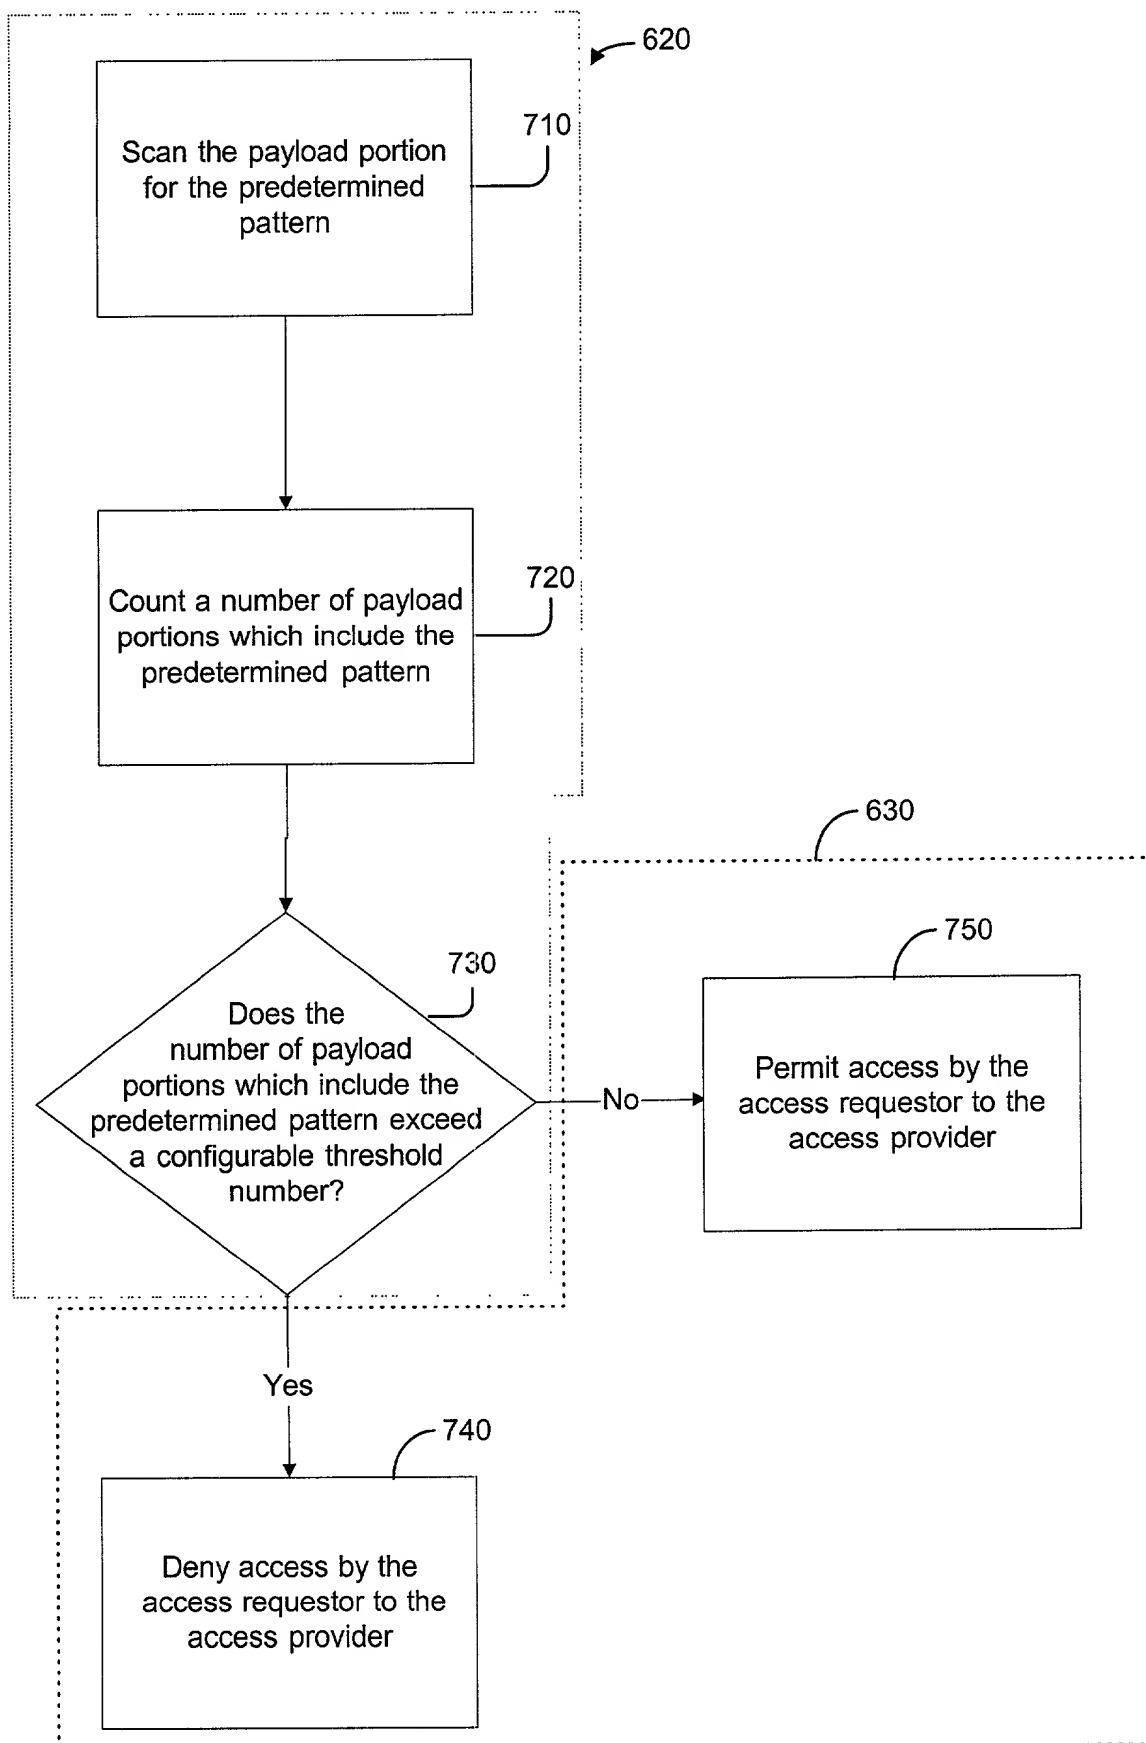 620
710
Scan the payload portion
for the predetermined
pattern
720
Count a number of payload
portions which include the
predetermined pattern
630
750
730
Does the
number of payload
portions which include the
predetermined pattern exceed
a configurable threshold
number?
No
Permit access by the
access requestor to the
access provider
Yes
740
Deny access by the
access requestor to the
access provider